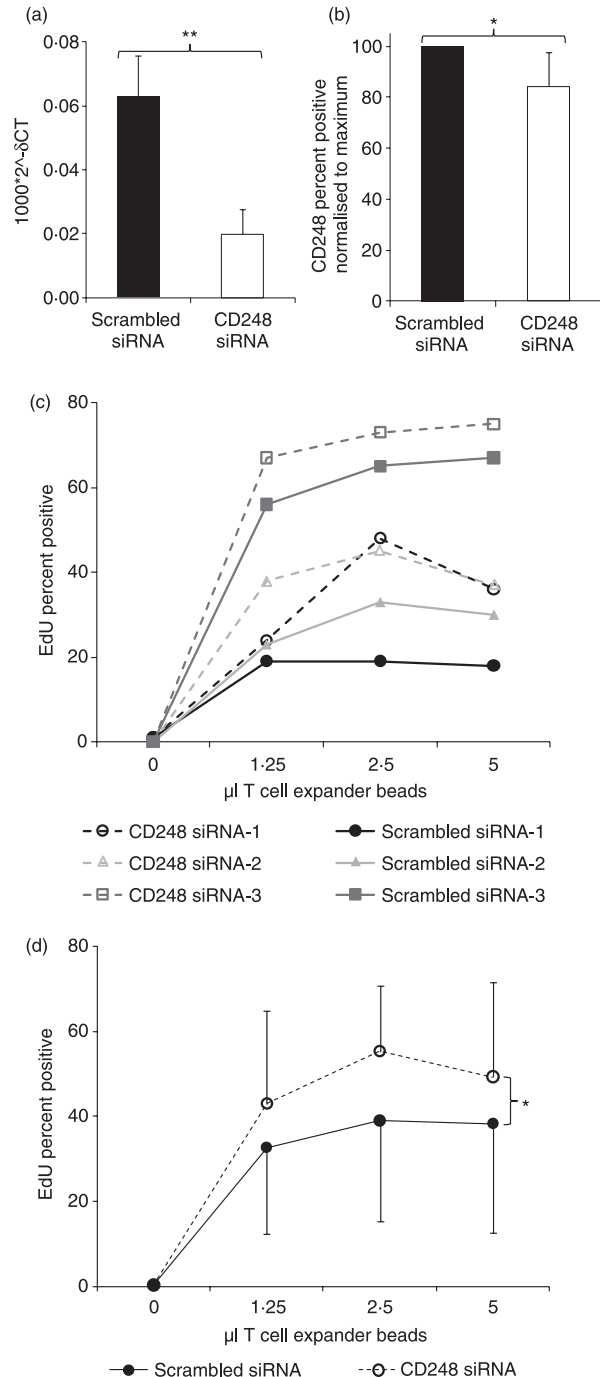 (a)
**
0·08
0·06
0·04
0·02
0·00
1000*2^-δCT
Scrambled
siRNA
CD248
siRNA
(b)
*
100
80
60
40
20
0
CD248 percent positive
normalised to maximum
Scrambled
siRNA
CD248
siRNA
(c)
80
60
40
20
0
EdU percent positive
0 1·25 2·5 5
µl T cell expander beads
CD248 siRNA-1 Scrambled siRNA-1
CD248 siRNA-2 Scrambled siRNA-2
CD248 siRNA-3 Scrambled siRNA-3
(d)
80
60
40
20
0
EdU percent positive
*
0 1·25 2·5 5
µl T cell expander beads
Scrambled siRNA CD248 siRNA